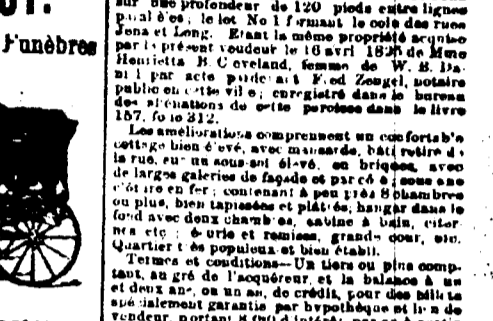 Funèbres
sur une profondeur de 120 pieds entre lignes
le lot No 1 formant le coin des rues
Jena et Long. Etant la même propriété acquise
par le présent vendeur le 16 avril de Mme
Henrietta B. femme de W. B.
par acte Fred Zengel, notaire
public en cette ville; enregistré dans le bureau
des aliénations de cette paroisse dans le livre
157, folio 312.
Les améliorations comprennent un confortable
cottage bien élevé, avec mansarde, bâti retiré de
la rue, sur un sous-sol élevé, en briques, avec
de larges galeries de façade et par côté; sous une
clôture en fer; contenant à peu près 8 chambres
ou plus, bien tapissées et plâtrées; hangar dans le
fond avec deux chambres, cabine à bain, citer-
nes etc; écurie et remises, grande cour, etc.
Quartier très populeux et bien établi.
Termes et conditions—Un tiers ou plus comp-
tant, au gré de l'acquéreur, et la balance à un
et deux ans, ou un an, de crédit, pour des billets
spécialement garantis par hypothèque et lien de
vendeur, portant d'intérêt